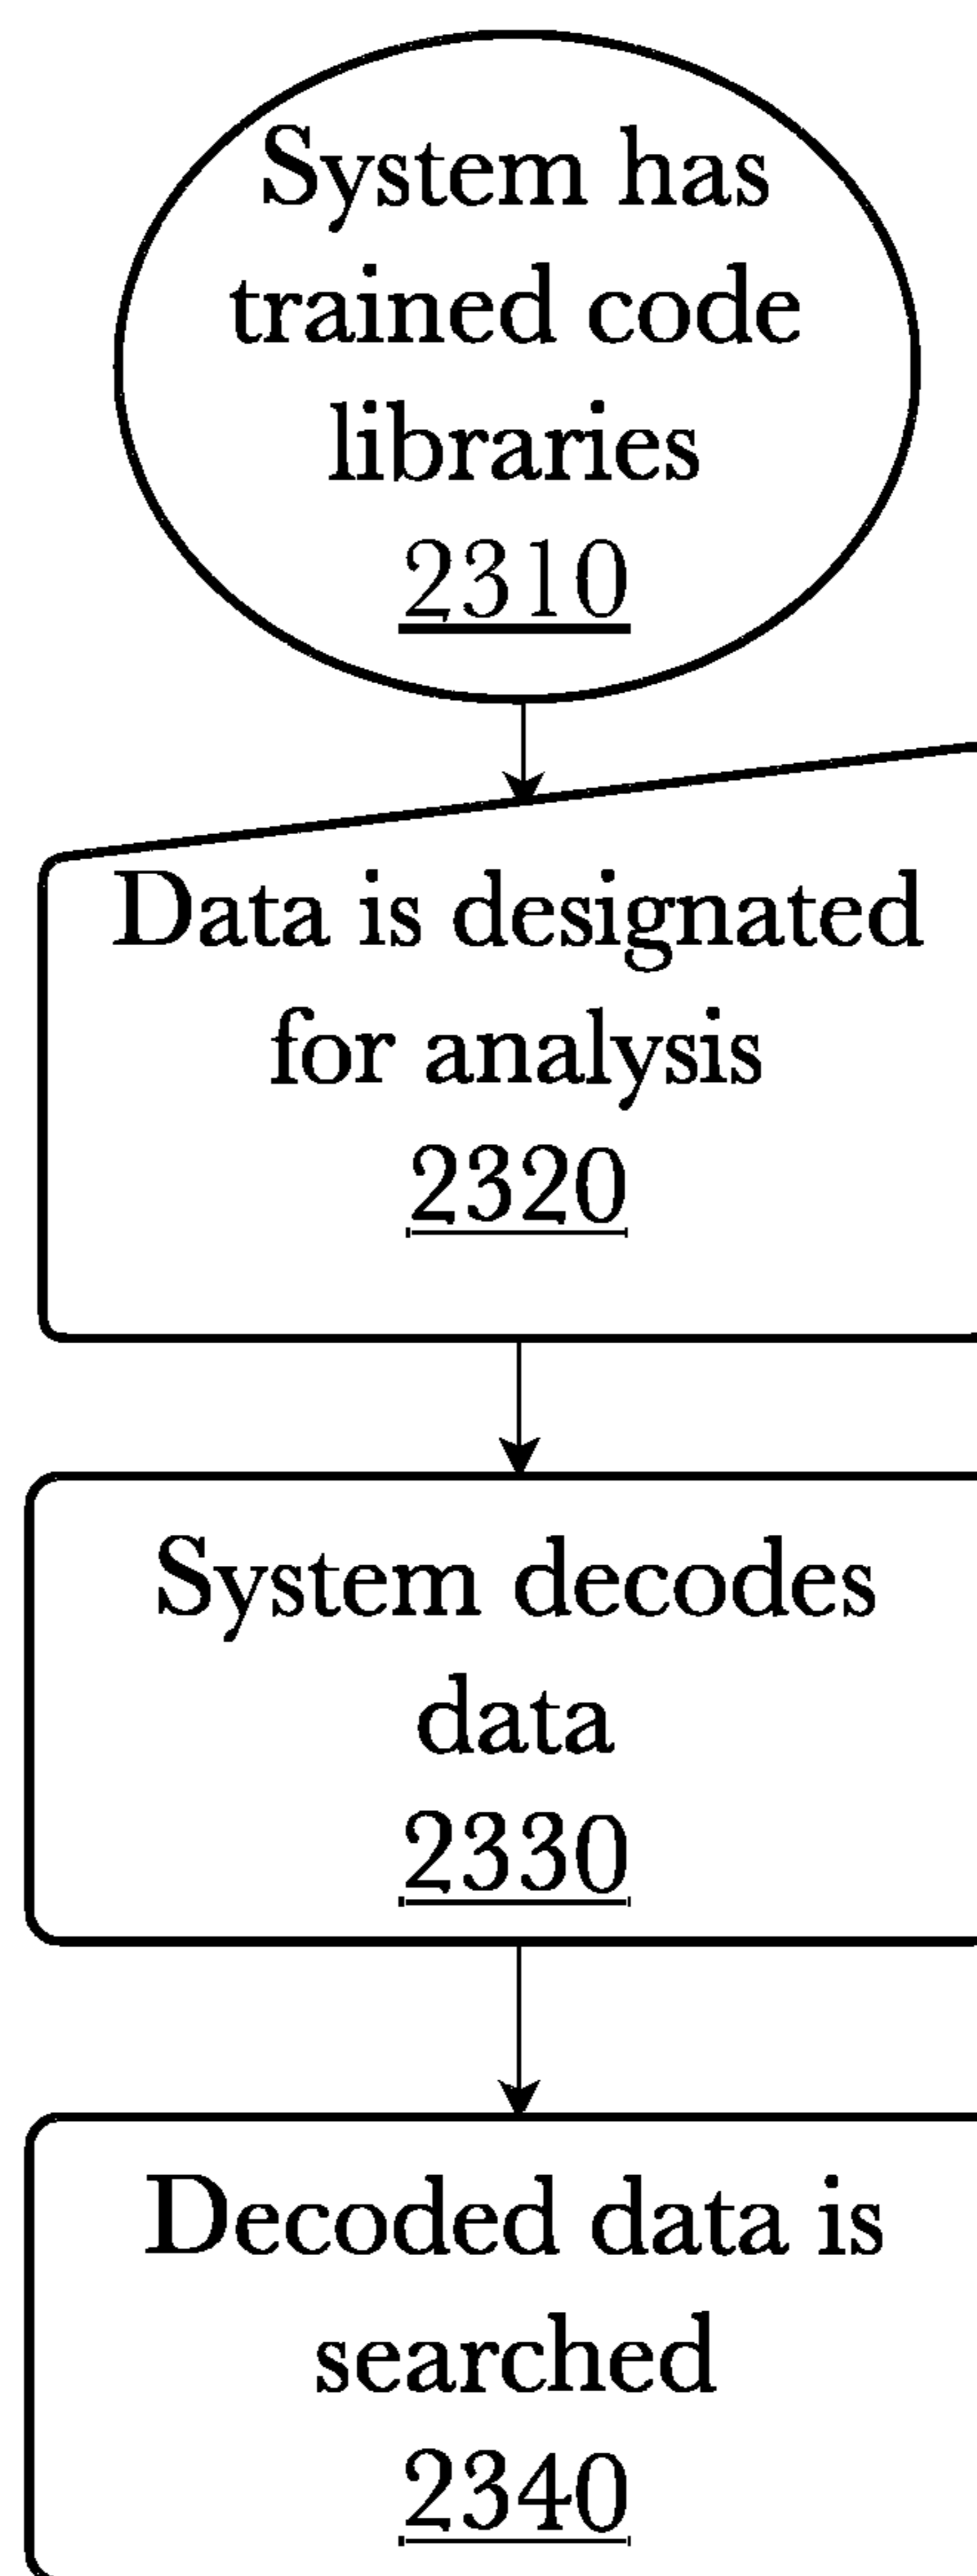 System has
trained code
libraries
2310
Data is designated
for analysis
2320
System decodes
data
2330
Decoded data is
searched
2340